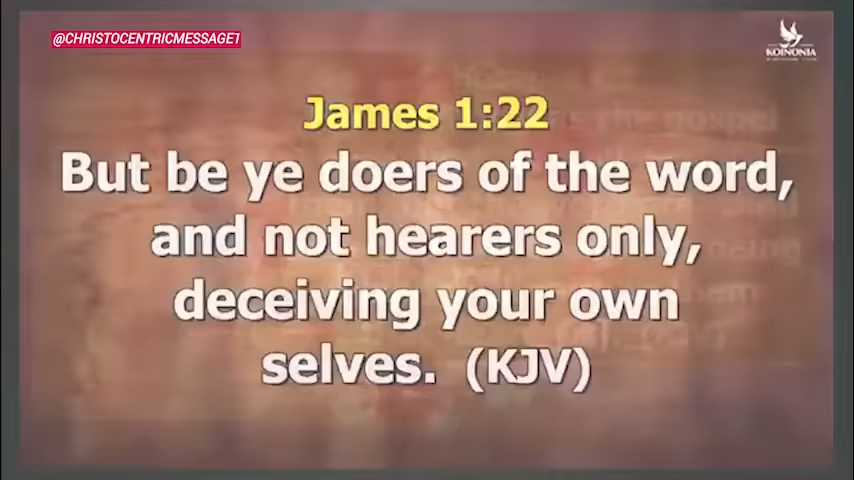 @CHRISTOCENTRICMESSAGE1
KOINONIA
James 1:22
But be ye doers of the word,
and not hearers only,
deceiving your own
selves. (KJV)